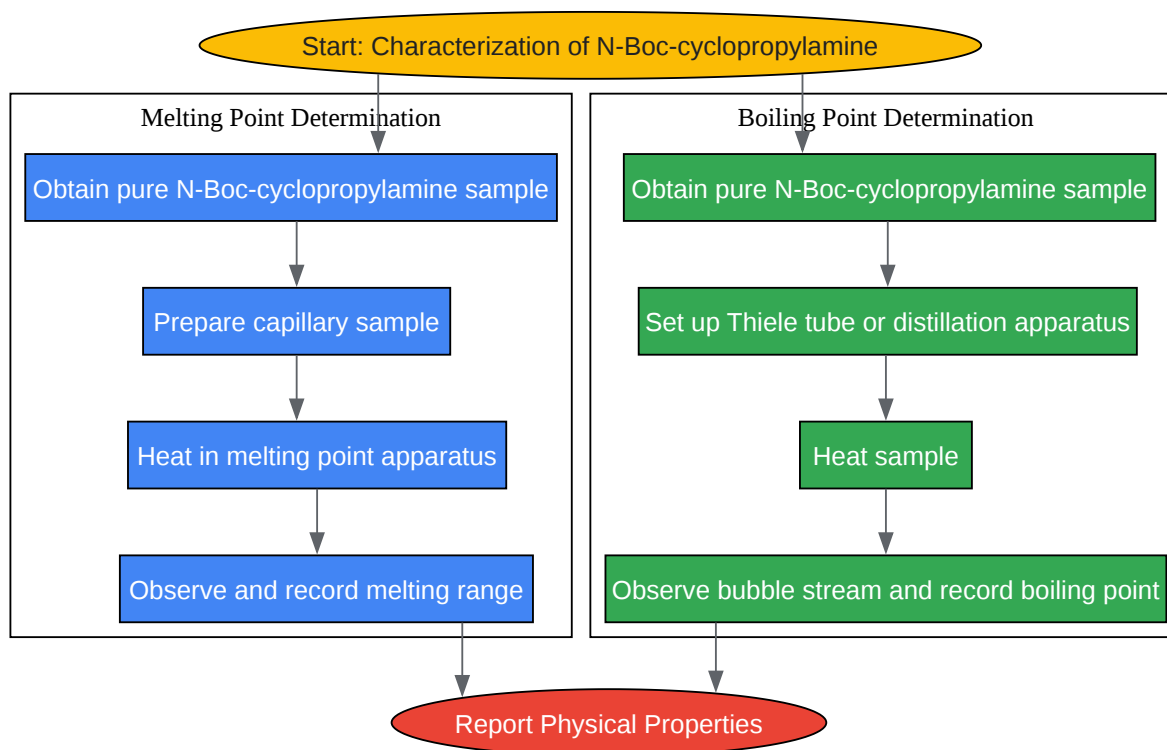 Start: Characterization of N-Boc-cyclopropylamine
Melting Point Determination
Obtain pure N-Boc-cyclopropylamine sample
Prepare capillary sample
Heat in melting point apparatus
Observe and record melting range
Boiling Point Determination
Obtain pure N-Boc-cyclopropylamine sample
Set up Thiele tube or distillation apparatus
Heat sample
Observe bubble stream and record boiling point
Report Physical Properties